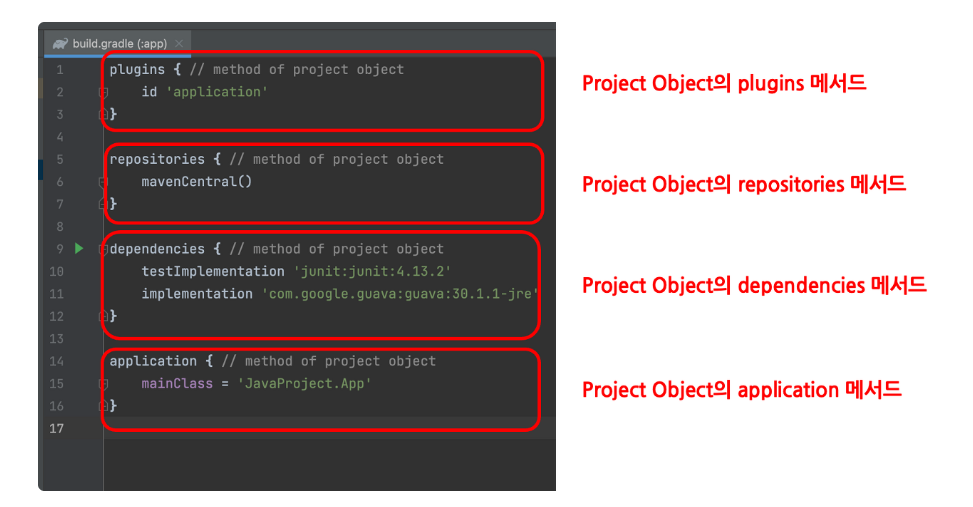 build.gradle (:app)
1 plugins { // method of project object
2 id 'application'
3 }
4
5 repositories { // method of project object
6 mavenCentral()
7 }
8
9 dependencies { // method of project object
10 testImplementation 'junit:junit:4.13.2'
11 implementation 'com.google.guava:guava:30.1.1-jre'
12 }
13
14 application { // method of project object
15 mainClass = 'JavaProject.App'
16 }
17
Project Object의 plugins 메서드
Project Object의 repositories 메서드
Project Object의 dependencies 메서드
Project Object의 application 메서드